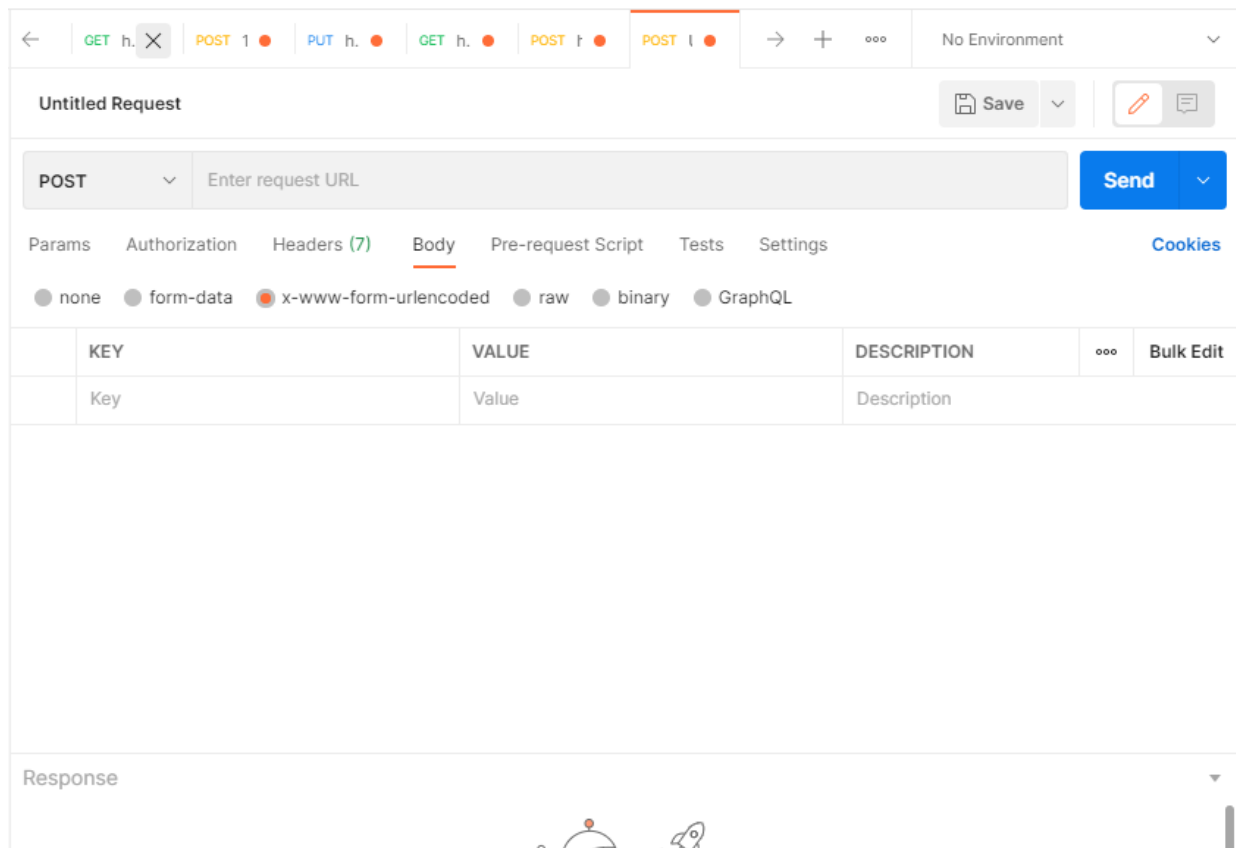 GET h. POST 1 PUT h. GET h. POST POST No Environment
Untitled Request Save
POST Enter request URL Send
Params Authorization Headers (7) Body Pre-request Script Tests Settings Cookies
none form-data x-www-form-urlencoded raw binary GraphQL
KEY VALUE DESCRIPTION Bulk Edit
Key Value Description
Response